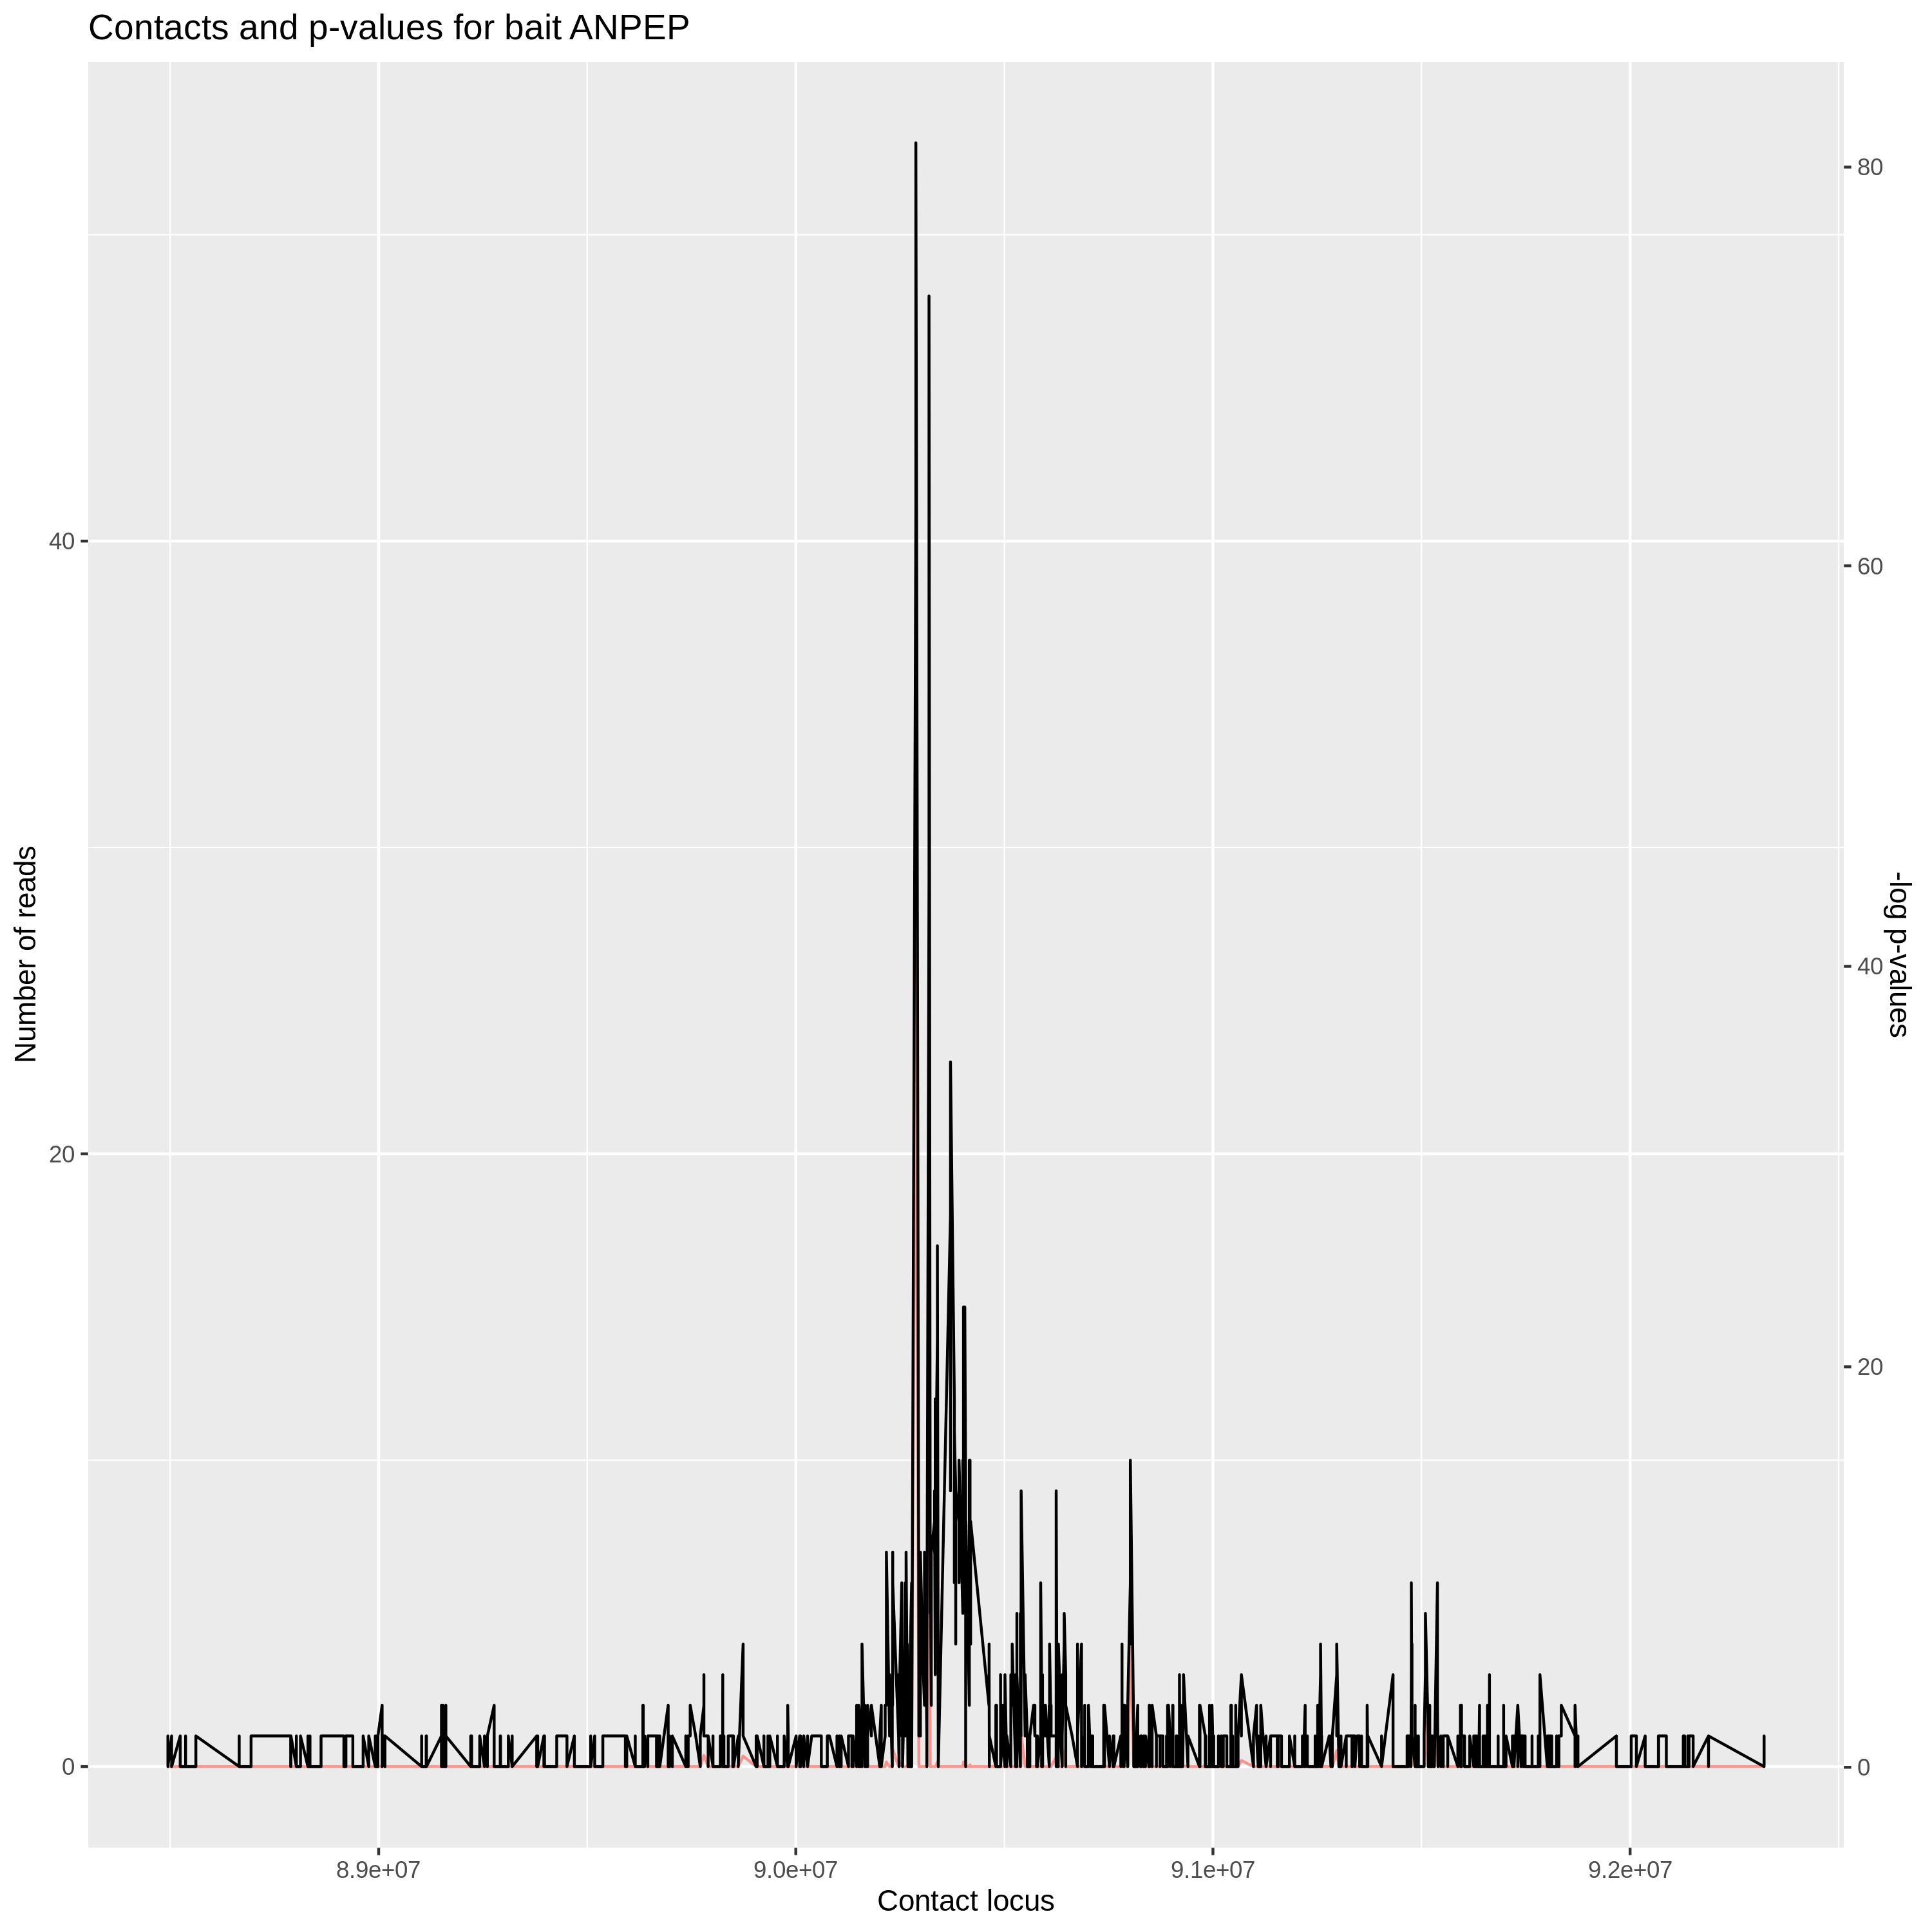 Contacts and p-values for bait ANPEP
80
40
60
Number of reads
-log p-values
40
20
20
0
0
8.9e+07
9.0e+07
9.1e+07
9.2e+07
Contact locus